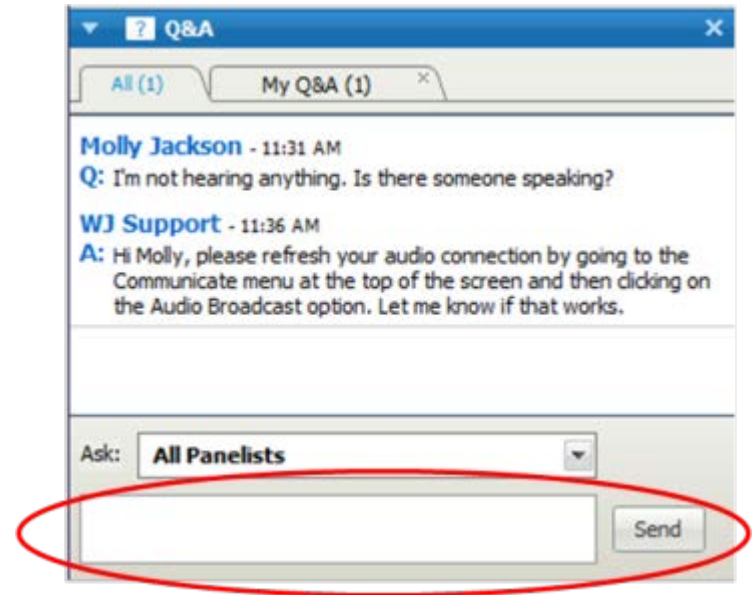 ? Q&A
All (1) My Q&A (1)
Molly Jackson - 11:31 AM
Q: I'm not hearing anything. Is there someone speaking?
WJ Support - 11:36 AM
A: Hi Molly, please refresh your audio connection by going to the
Communicate menu at the top of the screen and then clicking on
the Audio Broadcast option. Let me know if that works.
Ask: All Panelists
Send